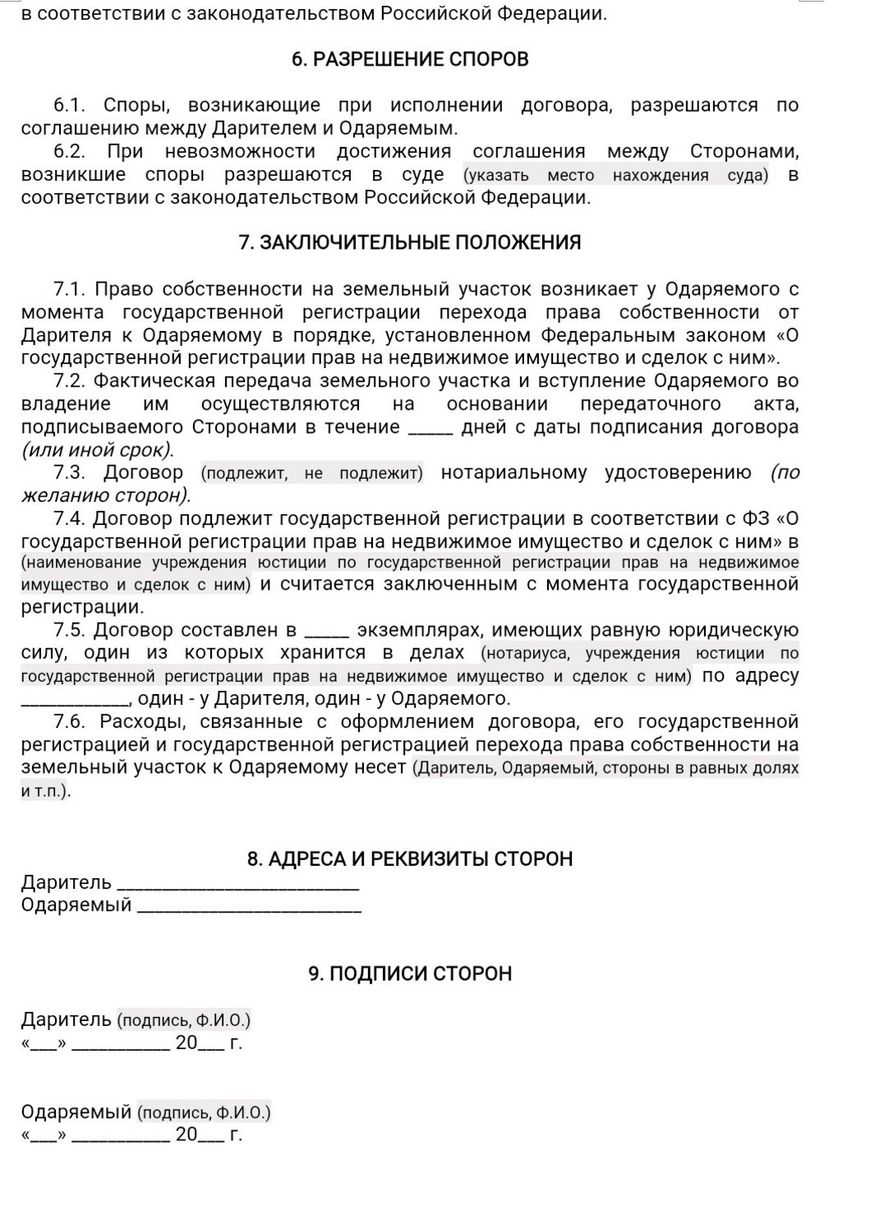 в соответствии с законодательством Российской Федерации.
6. РАЗРЕШЕНИЕ СПОРОВ
6.1. Споры, возникающие при исполнении договора, разрешаются по
соглашению между Дарителем и Одаряемым.
6.2. При невозможности достижения соглашения между Сторонами,
возникшие споры разрешаются в суде (указать место нахождения суда) в
соответствии с законодательством Российской Федерации.
7. ЗАКЛЮЧИТЕЛЬНЫЕ ПОЛОЖЕНИЯ
7.1. Право собственности на земельный участок возникает у Одаряемого с
момента государственной регистрации перехода права собственности от
Дарителя к Одаряемому в порядке, установленном Федеральным законом «О
государственной регистрации прав на недвижимое имущество и сделок с ним».
7.2. Фактическая передача земельного участка и вступление Одаряемого во
владение им осуществляются на основании передаточного акта,
подписываемого Сторонами в течение _____ дней с даты подписания договора
(или иной срок).
7.3. Договор (подлежит, не подлежит) нотариальному удостоверению (по
желанию сторон).
7.4. Договор подлежит государственной регистрации в соответствии с ФЗ «О
государственной регистрации прав на недвижимое имущество и сделок с ним» в
(наименование учреждения юстиции по государственной регистрации прав на недвижимое
имущество и сделок с ним) и считается заключенным с момента государственной
регистрации.
7.5. Договор составлен в _____ экземплярах, имеющих равную юридическую
силу, один из которых хранится в делах (нотариуса, учреждения юстиции по
государственной регистрации прав на недвижимое имущество и сделок с ним) по адресу
____________, один - у Дарителя, один - у Одаряемого.
7.6. Расходы, связанные с оформлением договора, его государственной
регистрацией и государственной регистрацией перехода права собственности на
земельный участок к Одаряемому несет (Даритель, Одаряемый, стороны в равных долях
и т.п.).
8. АДРЕСА И РЕКВИЗИТЫ СТОРОН
Даритель ___________________________
Одаряемый _________________________
9. ПОДПИСИ СТОРОН
Даритель (подпись, Ф.И.О.)
«___» ___________ 20___ г.
Одаряемый (подпись, Ф.И.О.)
«___» ___________ 20___ г.